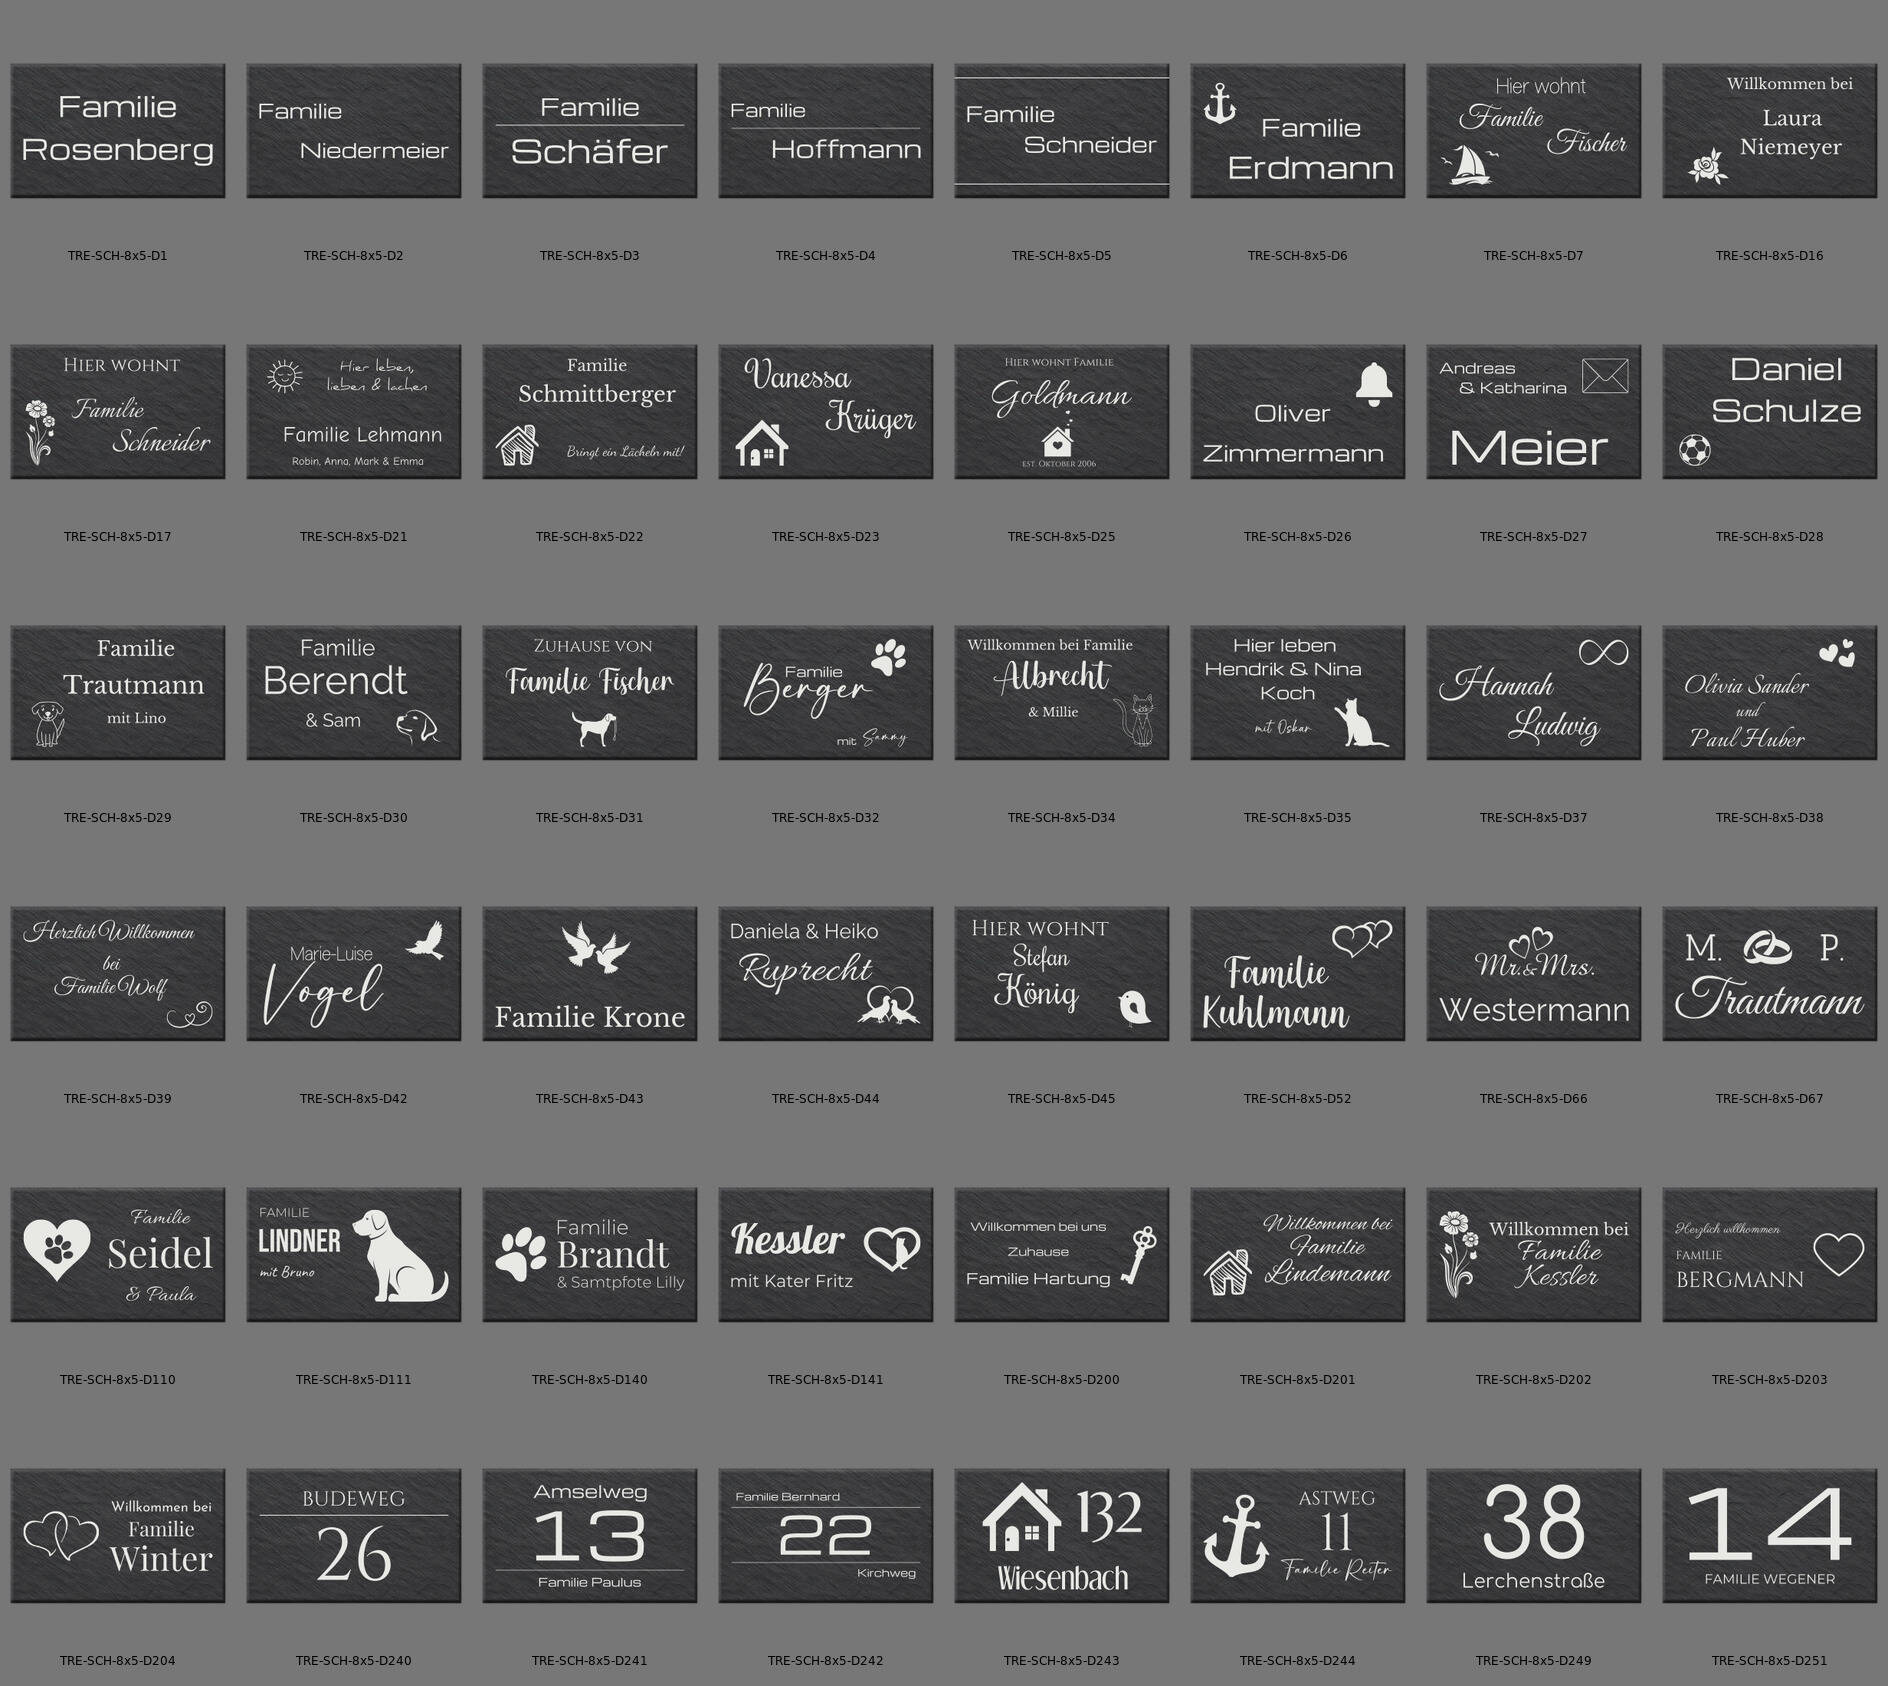 Familie
Rosenberg
Familie
Niedermeier
Familie
Schäfer
Familie
Hoffmann
Familie
Schneider
Familie
Erdmann
Hier wohnt
Familie
Fischer
Willkommen bei
Laura
Niemeyer
TRE-SCH-8x5-D1
TRE-SCH-8x5-D2
TRE-SCH-8x5-D3
TRE-SCH-8x5-D4
TRE-SCH-8x5-D5
TRE-SCH-8x5-D6
TRE-SCH-8x5-D7
TRE-SCH-8x5-D16
HIER WOHNT
Familie
Schneider
Hier leben,
lieben & lachen
Familie Lehmann
Robin, Anna, Mark & Emma
Familie
Schmittberger
Bringt ein Lächeln mit!
Vanessa
Krüger
HIER WOHNT FAMILIE
Goldmann
EST. OKTOBER 2006
Oliver
Zimmermann
Andreas
& Katharina
Meier
Daniel
Schulze
TRE-SCH-8x5-D17
TRE-SCH-8x5-D21
TRE-SCH-8x5-D22
TRE-SCH-8x5-D23
TRE-SCH-8x5-D25
TRE-SCH-8x5-D26
TRE-SCH-8x5-D27
TRE-SCH-8x5-D28
Familie
Trautmann
mit Lino
Familie
Berendt
& Sam
ZUHAUSE VON
Familie Fischer
Familie
Berger
mit Sammy
Willkommen bei Familie
Albrecht
& Millie
Hier leben
Hendrik & Nina
Koch
mit Oskar
Hannah
Ludwig
Olivia Sander
und
Paul Huber
TRE-SCH-8x5-D29
TRE-SCH-8x5-D30
TRE-SCH-8x5-D31
TRE-SCH-8x5-D32
TRE-SCH-8x5-D34
TRE-SCH-8x5-D35
TRE-SCH-8x5-D37
TRE-SCH-8x5-D38
Herzlich Willkommen
bei
Familie Wolf
Marie-Luise
Vogel
Familie Krone
Daniela & Heiko
Ruprecht
HIER WOHNT
Stefan
König
Familie
Kuhlmann
Mr. & Mrs.
Westermann
M. P.
Trautmann
TRE-SCH-8x5-D39
TRE-SCH-8x5-D42
TRE-SCH-8x5-D43
TRE-SCH-8x5-D44
TRE-SCH-8x5-D45
TRE-SCH-8x5-D52
TRE-SCH-8x5-D66
TRE-SCH-8x5-D67
Familie
Seidel
& Paula
FAMILIE
LINDNER
mit Bruno
Familie
Brandt
& Samtpfote Lilly
Kessler
mit Kater Fritz
Willkommen bei uns
Zuhause
Familie Hartung
Willkommen bei
Familie
Lindemann
Willkommen bei
Familie
Kessler
Herzlich willkommen
FAMILIE
BERGMANN
TRE-SCH-8x5-D110
TRE-SCH-8x5-D111
TRE-SCH-8x5-D140
TRE-SCH-8x5-D141
TRE-SCH-8x5-D200
TRE-SCH-8x5-D201
TRE-SCH-8x5-D202
TRE-SCH-8x5-D203
Willkommen bei
Familie
Winter
BUDEWEG
26
Amselweg
13
Familie Paulus
Familie Bernhard
22
Kirchweg
132
Wiesenbach
ASTWEG
11
Familie Reiter
38
Lerchenstraße
14
FAMILIE WEGENER
TRE-SCH-8x5-D204
TRE-SCH-8x5-D240
TRE-SCH-8x5-D241
TRE-SCH-8x5-D242
TRE-SCH-8x5-D243
TRE-SCH-8x5-D244
TRE-SCH-8x5-D249
TRE-SCH-8x5-D251